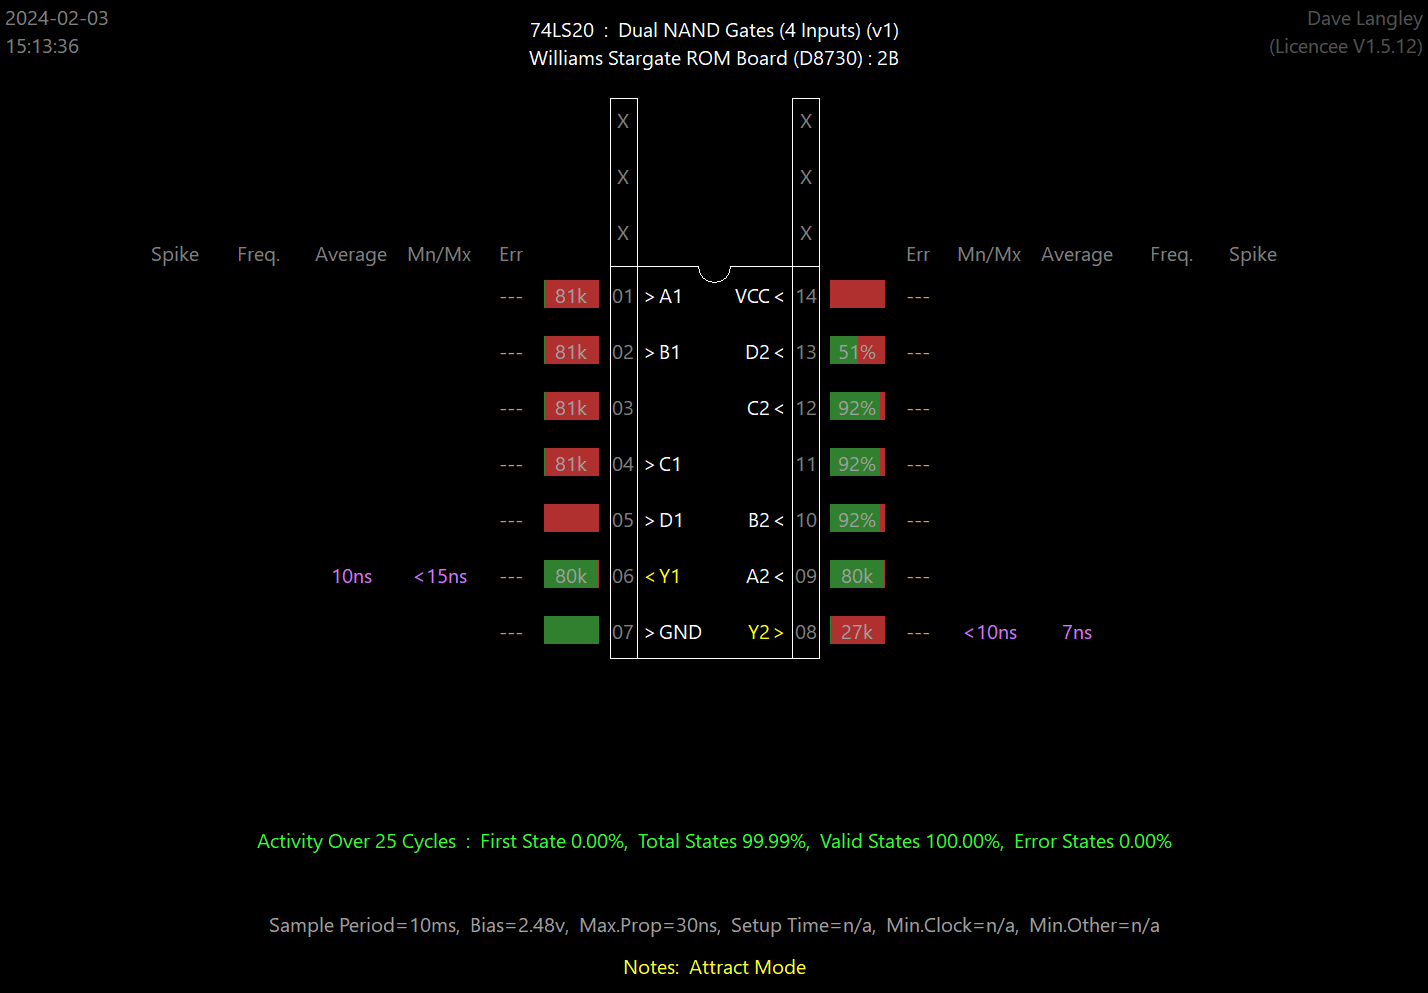 2024-02-03
15:13:36
74LS20 : Dual NAND Gates (4 Inputs) (v1)
Williams Stargate ROM Board (D8730) : 2B
Dave Langley
(Licencee V1.5.12)
X X
X X
X X
Spike Freq. Average Mn/Mx Err Err Mn/Mx Average Freq. Spike
--- 81k 01 >A1 VCC< 14 ---
--- 81k 02 >B1 D2< 13 51% ---
--- 81k 03 C2< 12 92% ---
--- 81k 04 >C1 11 92% ---
--- 05 >D1 B2< 10 92% ---
10ns <15ns --- 80k 06 <Y1 A2< 09 80k ---
--- 07 >GND Y2> 08 27k --- <10ns 7ns
Activity Over 25 Cycles : First State 0.00%, Total States 99.99%, Valid States 100.00%, Error States 0.00%
Sample Period=10ms, Bias=2.48v, Max.Prop=30ns, Setup Time=n/a, Min.Clock=n/a, Min.Other=n/a
Notes: Attract Mode